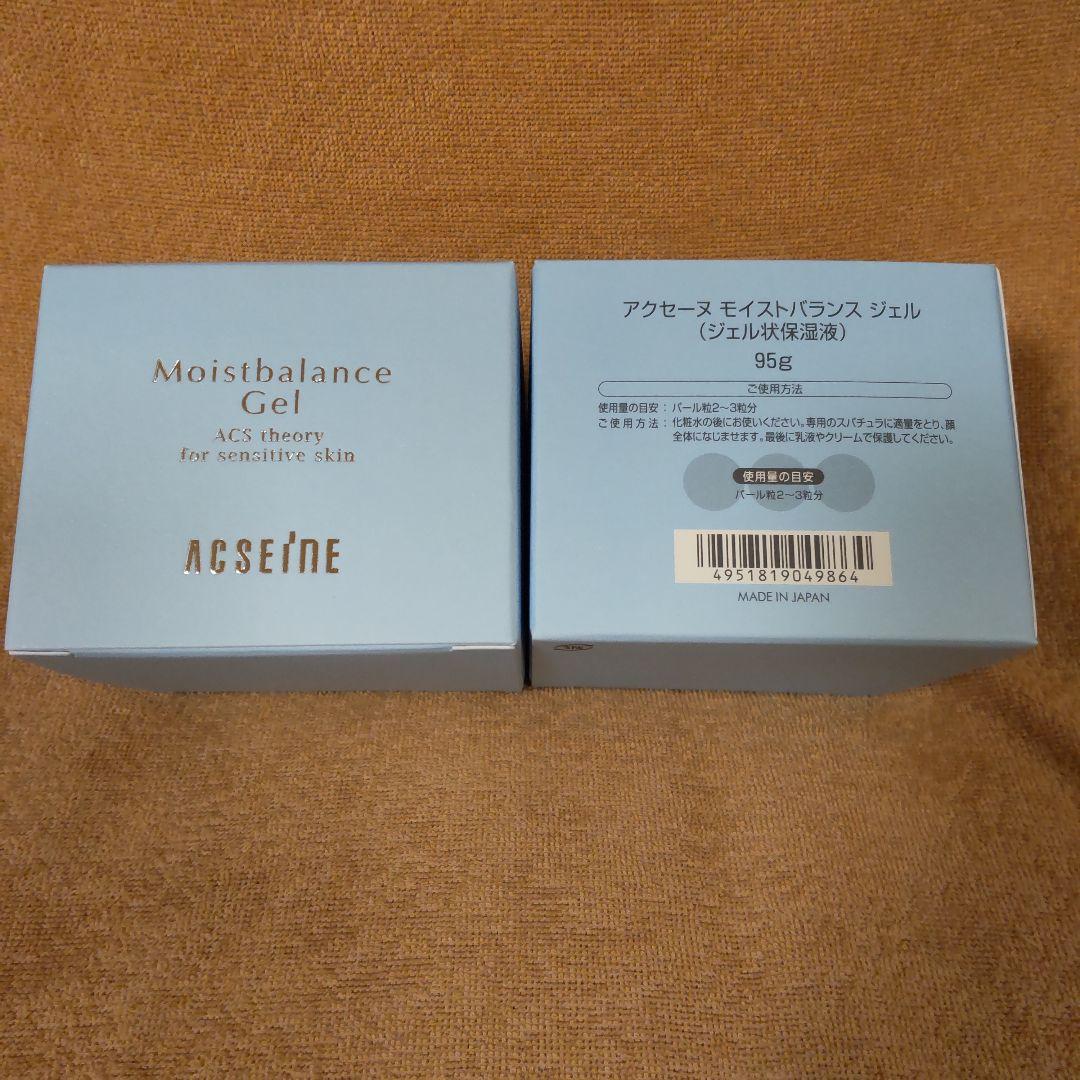 Moistbalance
Gel
ACS theory
for sensitive skin
ACSEINE
アクセーヌ モイストバランス ジェル
（ジェル状保湿液）
95g
ご使用方法
使用量の目安：パール粒2～3粒分
ご使用方法：化粧水の後にお使いください。専用のスパチュラに適量をとり、顔
全体になじませます。最後に乳液やクリームで保護してください。
使用量の目安
パール粒2～3粒分
4951819049864
MADE IN JAPAN